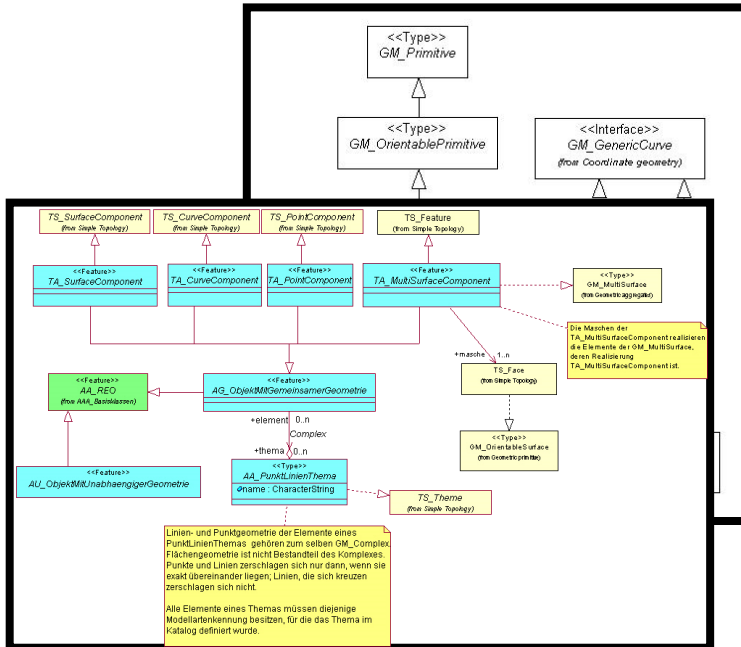 <<Type>>
GM_Primitive
<<Type>>
GM_OrientablePrimitive
<<Interface>>
GM_GenericCurve
(from Coordinate geometry)
TS_SurfaceComponent
(from Simple Topology)
TS_CurveComponent
(from Simple Topology)
TS_PointComponent
(from Simple Topology)
TS_Feature
(from Simple Topology)
<<Feature>>
TA_SurfaceComponent
<<Feature>>
TA_CurveComponent
<<Feature>>
TA_PointComponent
<<Feature>>
TA_MultiSurfaceComponent
<<Type>>
GM_MultiSurface
(from Geometric aggregates)
Die Maschen der
TA_MultiSurfaceComponent realisieren
die Elemente der GM_MultiSurface,
deren Realisierung
TA_MultiSurfaceComponent ist.
+masche
1..n
TS_Face
(from Simple Topology)
<<Feature>>
AA_REO
(from AAA_Basisklassen)
<<Feature>>
AG_ObjektMitGemeinsamerGeometrie
+element
0..n
Complex
+thema
0..n
<<Type>>
GM_OrientableSurface
(from Geometric primitive)
<<Feature>>
AU_ObjektMitUnabhaengigerGeometrie
<<Type>>
AA_PunktLinienThema
name : CharacterString
TS_Theme
(from Simple Topology)
Linien- und Punktgeometrie der Elemente eines
PunktLinienThemas gehören zum selben GM_Complex.
Flächengeometrie ist nicht Bestandteil des Komplexes.
Punkte und Linien zerschlagen sich nur dann, wenn sie
exakt übereinander liegen; Linien, die sich kreuzen
zerschlagen sich nicht.
Alle Elemente eines Themas müssen diejenige
Modellartenkennung besitzen, für die das Thema im
Katalog definiert wurde.